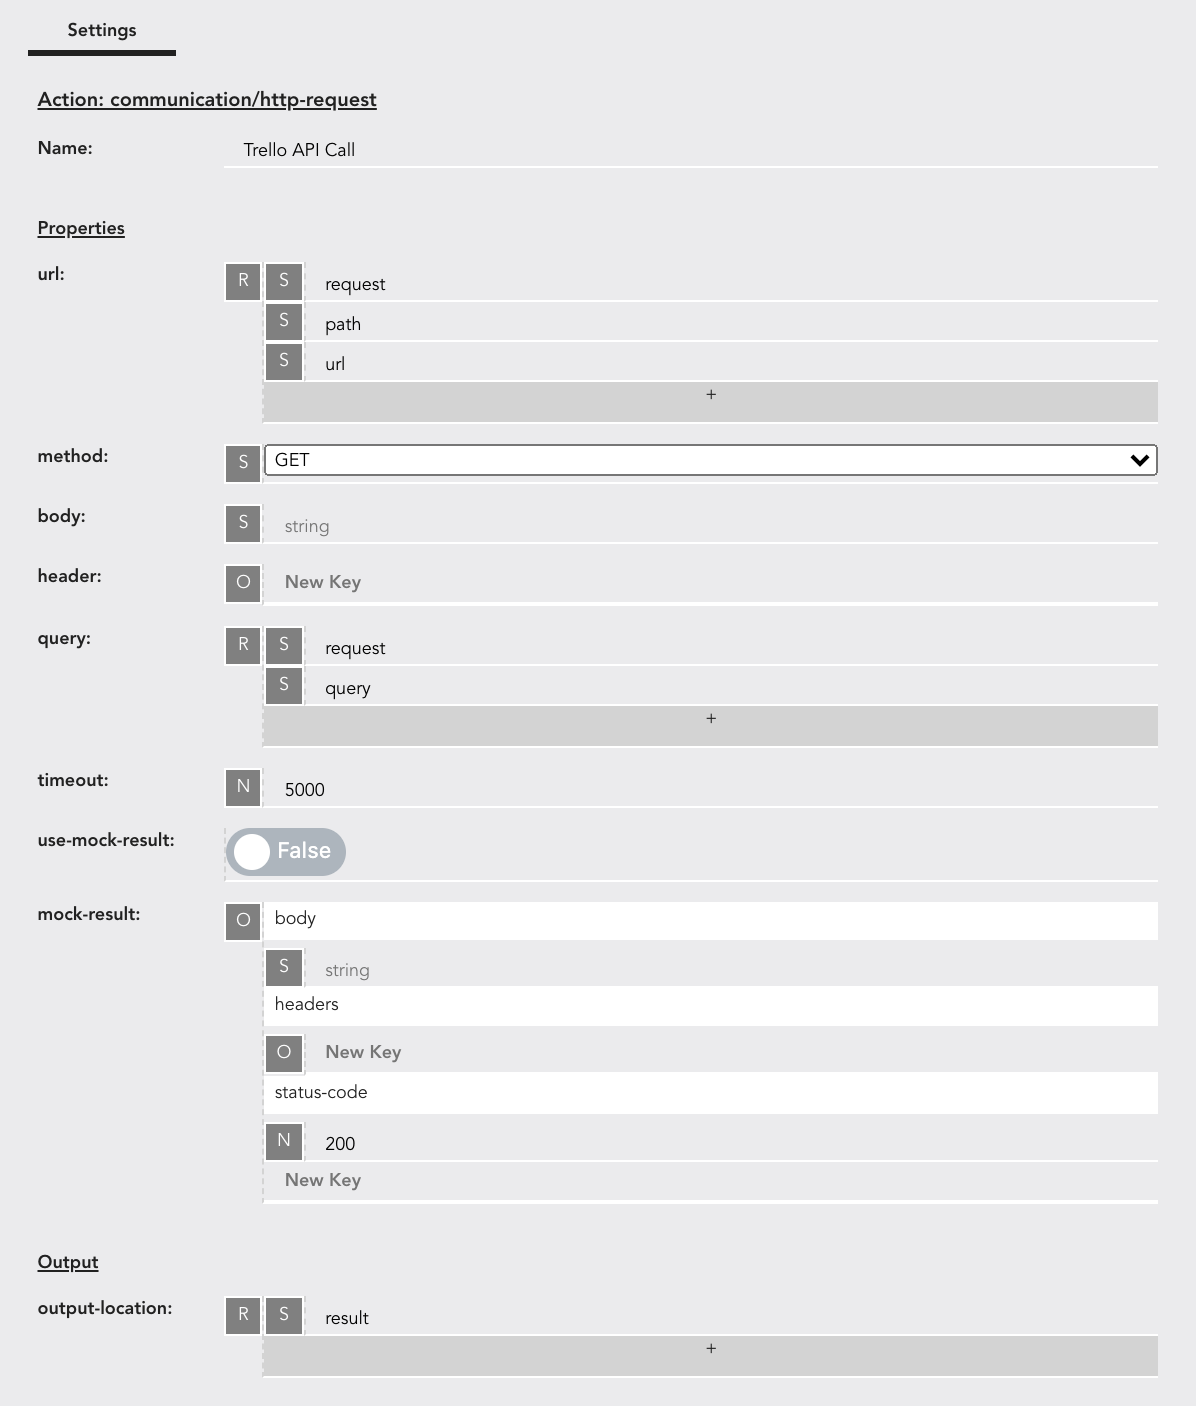 Settings
Action: communication/http-request
Name: Trello API Call
Properties
url: R S request
S path
S url
+
method: S GET
body: S string
header: O New Key
query: R S request
S query
+
timeout: N 5000
use-mock-result: False
mock-result: O body
S string
headers
O New Key
status-code
N 200
New Key
Output
output-location: R S result
+